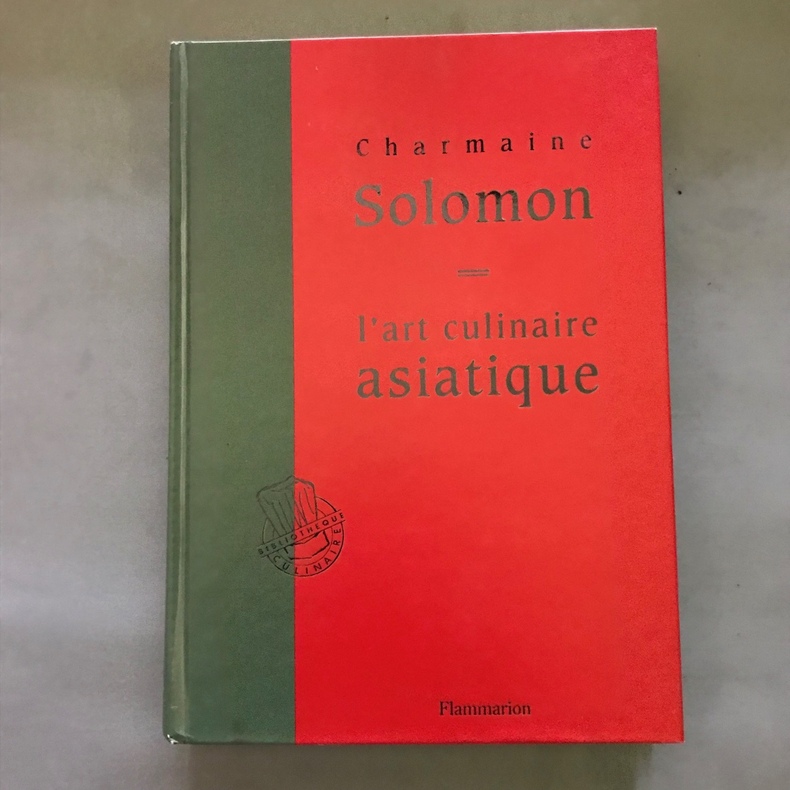 Charmaine
Solomon
l'art culinaire
asiatique
BIBLIOTHEQUE
CULINAIRE
Flammarion